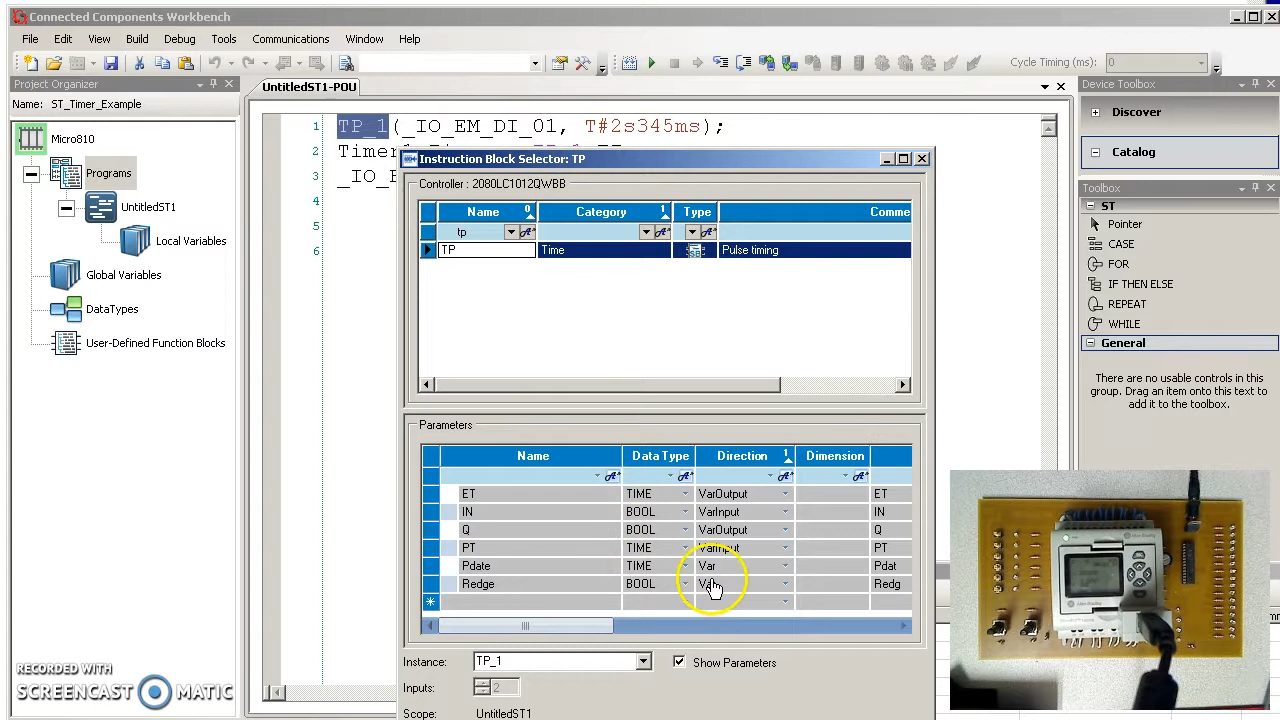 Connected Components Workbench
File Edit View Build Debug Tools Communications Window Help
Cycle Timing (ms): 0
Project Organizer
Name: ST_Timer_Example
Micro810
Programs
UntitledST1
Local Variables
Global Variables
DataTypes
User-Defined Function Blocks
RECORDED WITH
SCREENCAST MATIC
UntitledST1-POU
1 TP_1(_IO_EM_DI_01, T#2s345ms);
2
3
4
5
6
Instruction Block Selector: TP
Controller : 2080LC1012QWBB
Name 0 Category 1 Type Comme
tp
TP Time Pulse timing
Parameters
Name Data Type Direction 1 Dimension
ET TIME VarOutput ET
IN BOOL VarInput IN
Q BOOL VarOutput Q
PT TIME VarInput PT
Pdate TIME Var Pdat
Redge BOOL Var Redg
TP_1 Show Parameters
Inputs: 2
Device Toolbox
Discover
Catalog
Toolbox
ST
Pointer
CASE
FOR
IF THEN ELSE
REPEAT
WHILE
General
There are no usable controls in this
group. Drag an item onto this text to
add it to the toolbox.